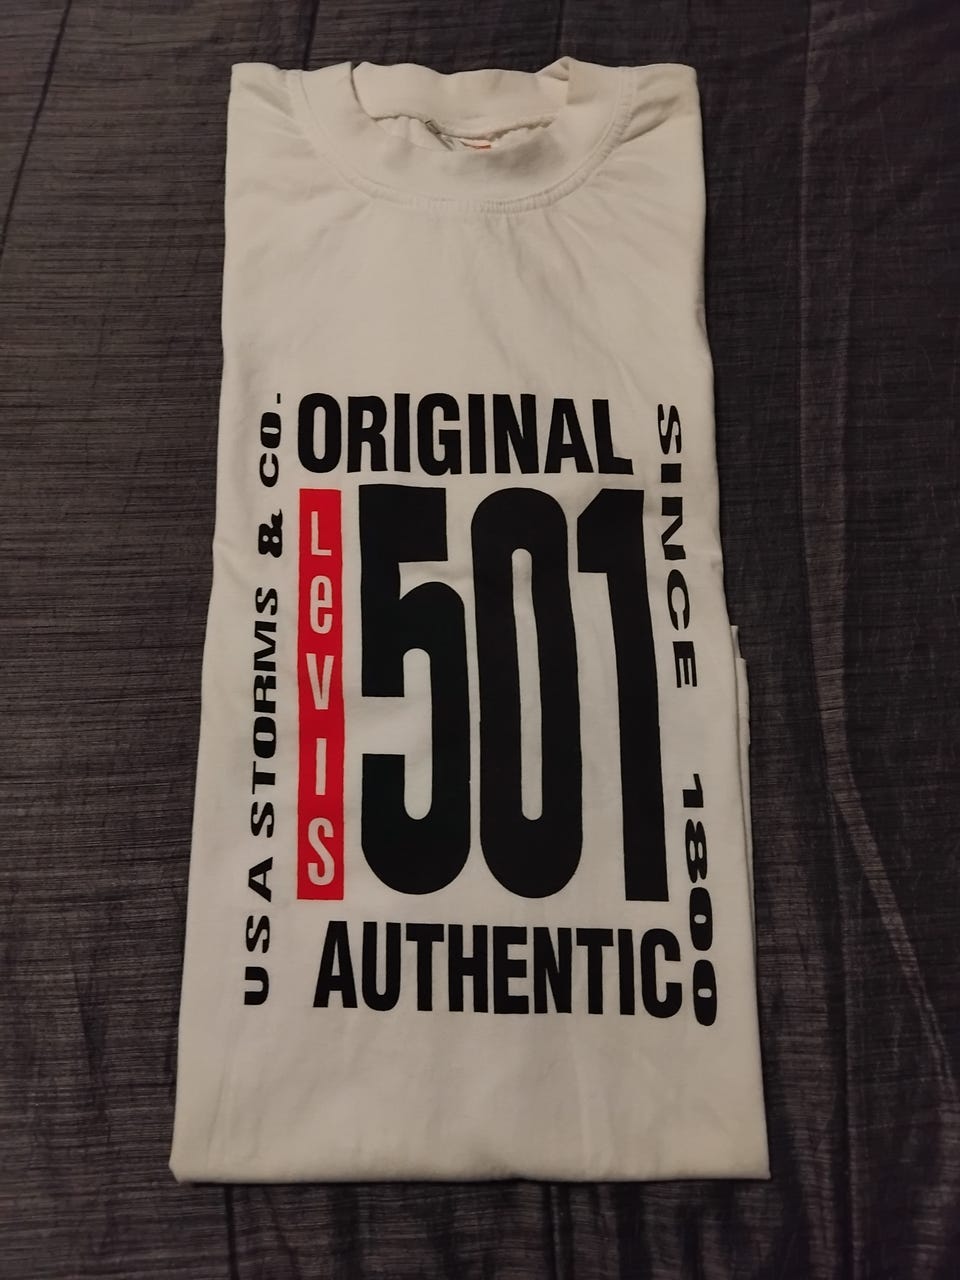 ORIGINAL
Levis
501
AUTHENTIC
USA STORMS & CO.
SINCE 1800